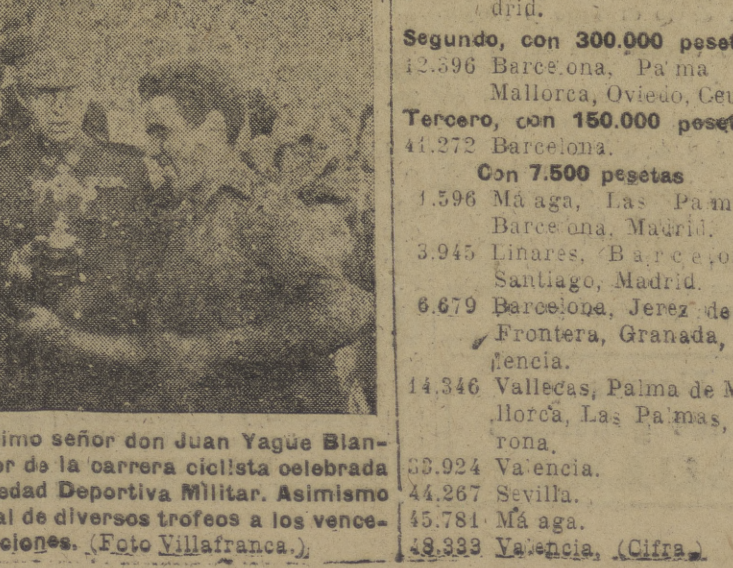 imo señor don Juan Yagüe Blan-
or de la carrera ciclista celebrada
edad Deportiva Militar. Asimismo
al de diversos trofeos a los vence-
ciones. (Foto Villafranca.)
drid.
Segundo, con 300.000 peset
12.396 Barcelona, Palma
Mallorca, Oviedo, Ceu
Tercero, con 150.000 peset
41.272 Barcelona.
Con 7.500 pesetas
1.596 Málaga, Las Palm
Barcelona, Madrid.
3.945 Linares, Barcelo
Santiago, Madrid.
6.679 Barcelona, Jerez de
Frontera, Granada,
lencia.
14.346 Vallecas, Palma de M
llorca, Las Palmas,
rona.
33.924 Valencia.
44.267 Sevilla.
45.781 Málaga.
48.333 Valencia. (Cifra.)